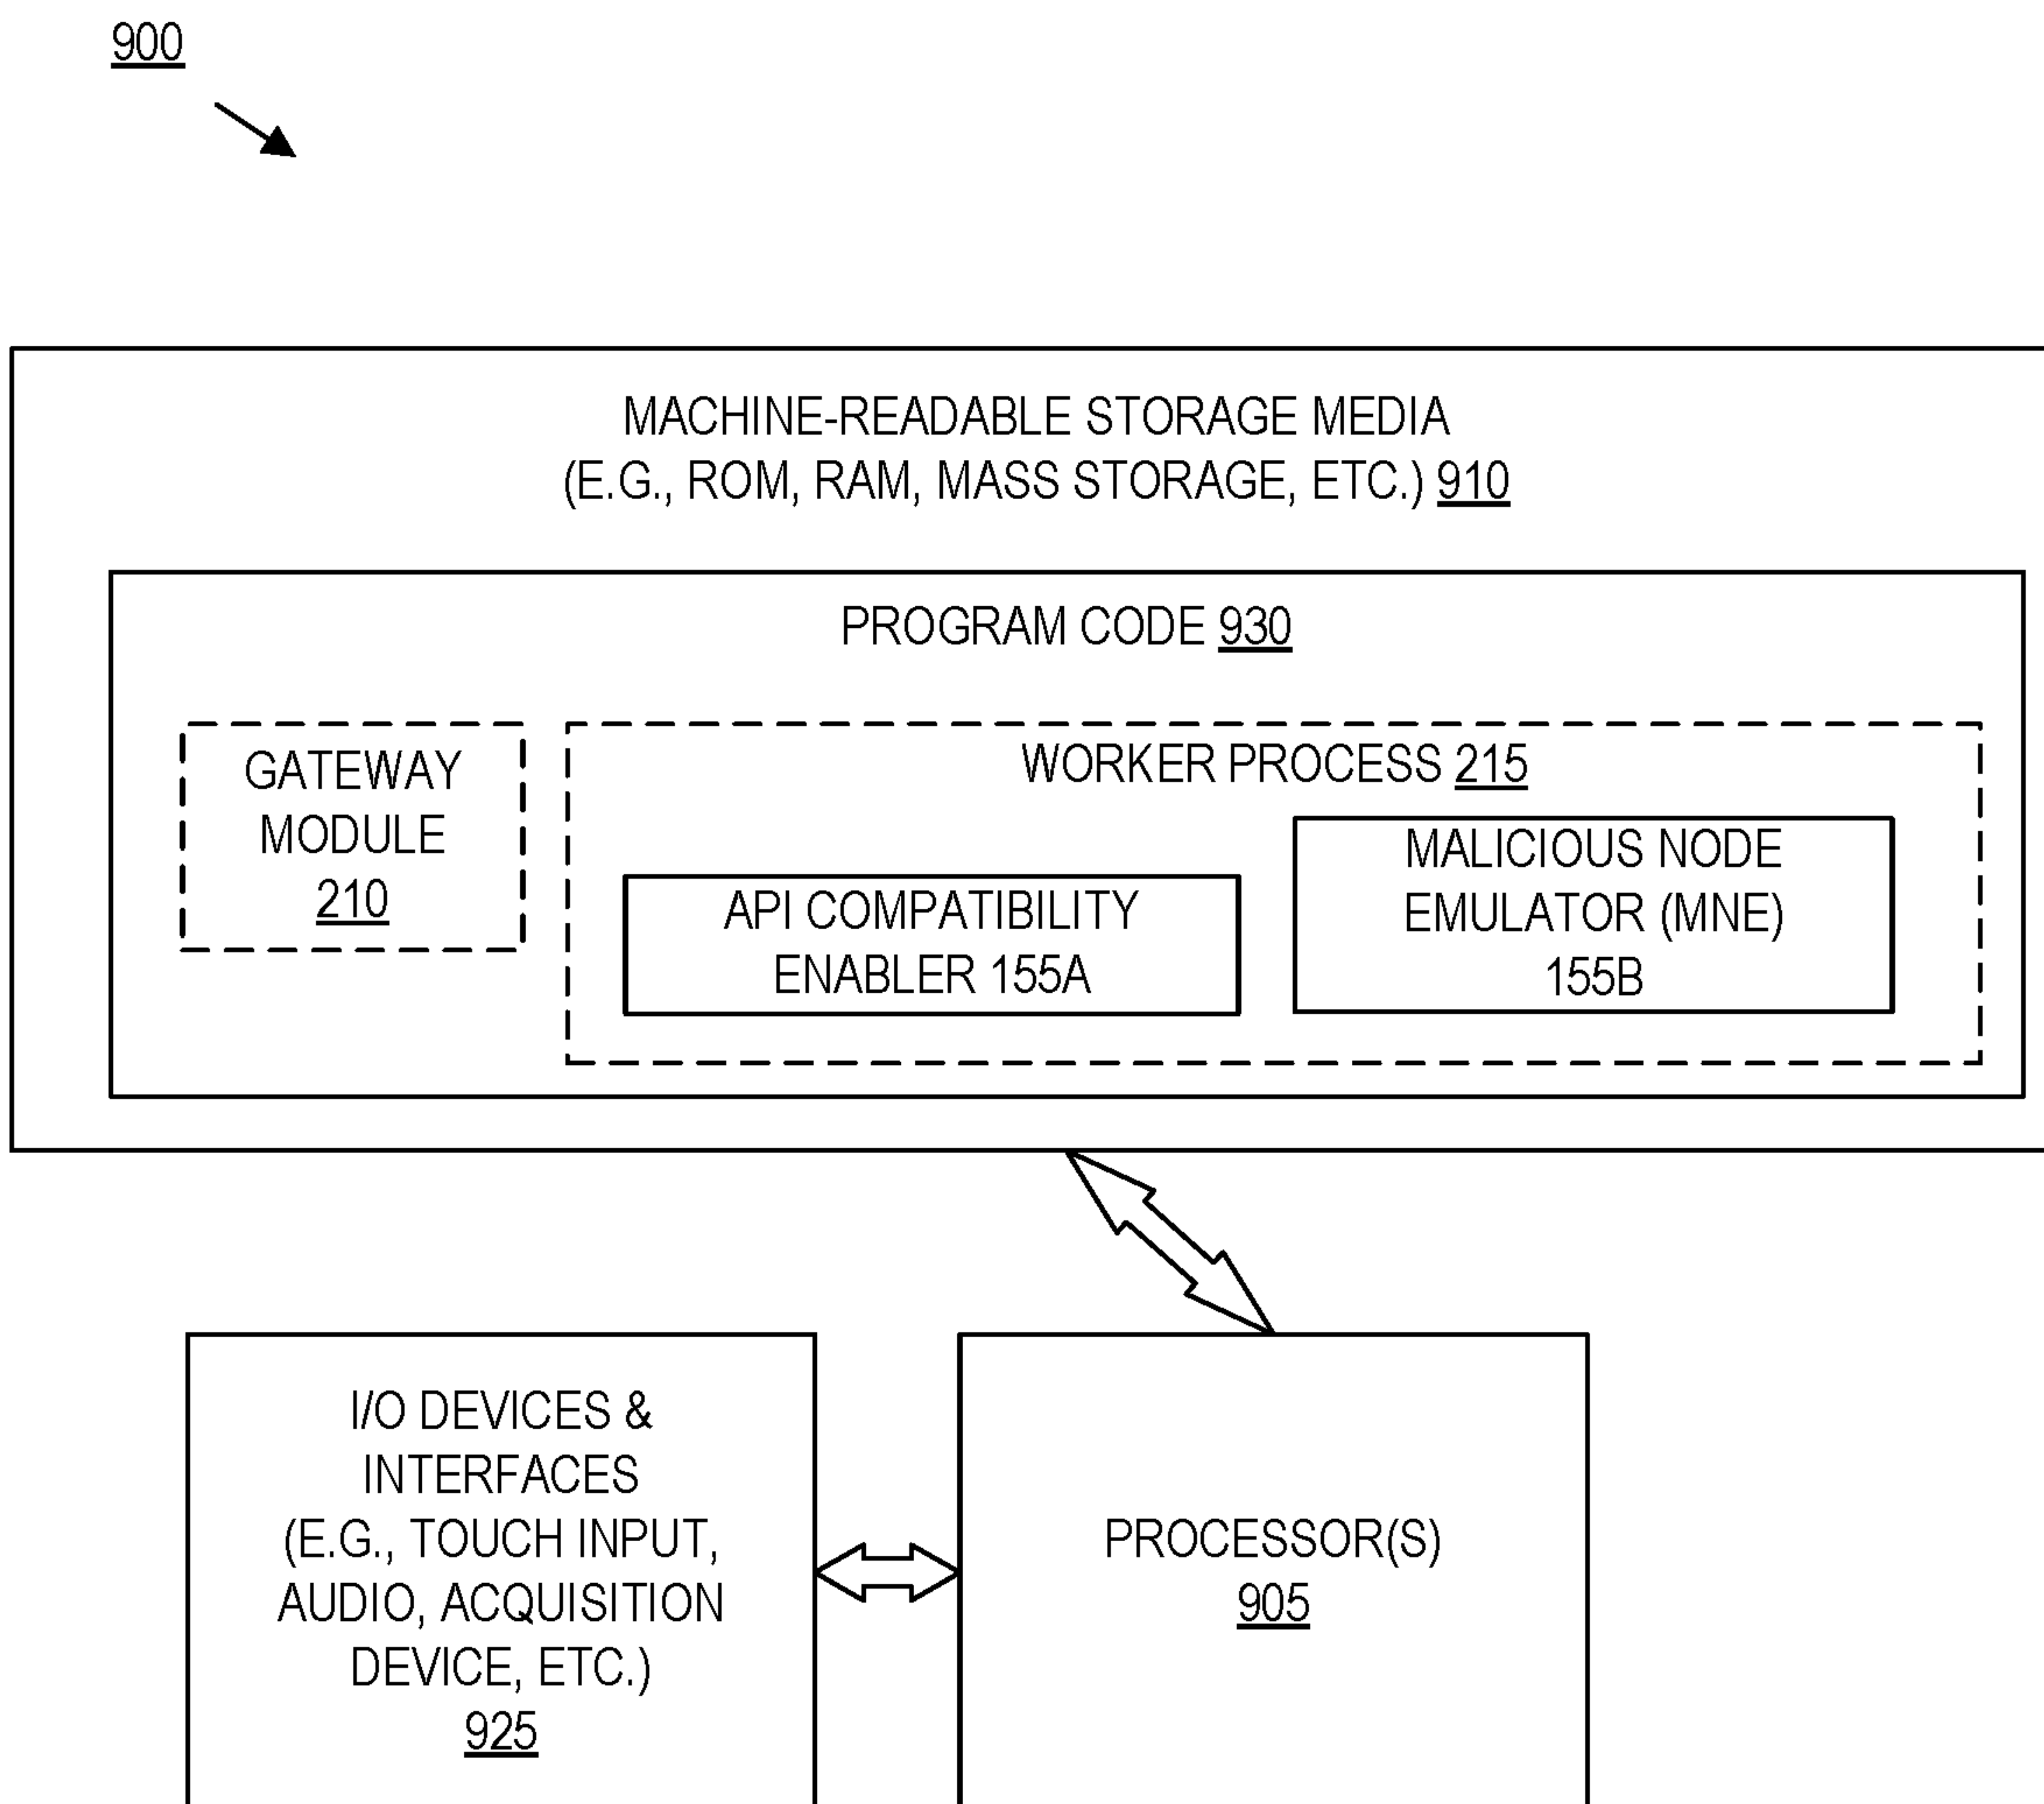 900
MACHINE-READABLE STORAGE MEDIA
(E.G., ROM, RAM, MASS STORAGE, ETC.) 910
PROGRAM CODE 930
GATEWAY
MODULE
210
WORKER PROCESS 215
API COMPATIBILITY
ENABLER 155A
MALICIOUS NODE
EMULATOR (MNE)
155B
I/O DEVICES &
INTERFACES
(E.G., TOUCH INPUT,
AUDIO, ACQUISITION
DEVICE, ETC.)
925
PROCESSOR(S)
905